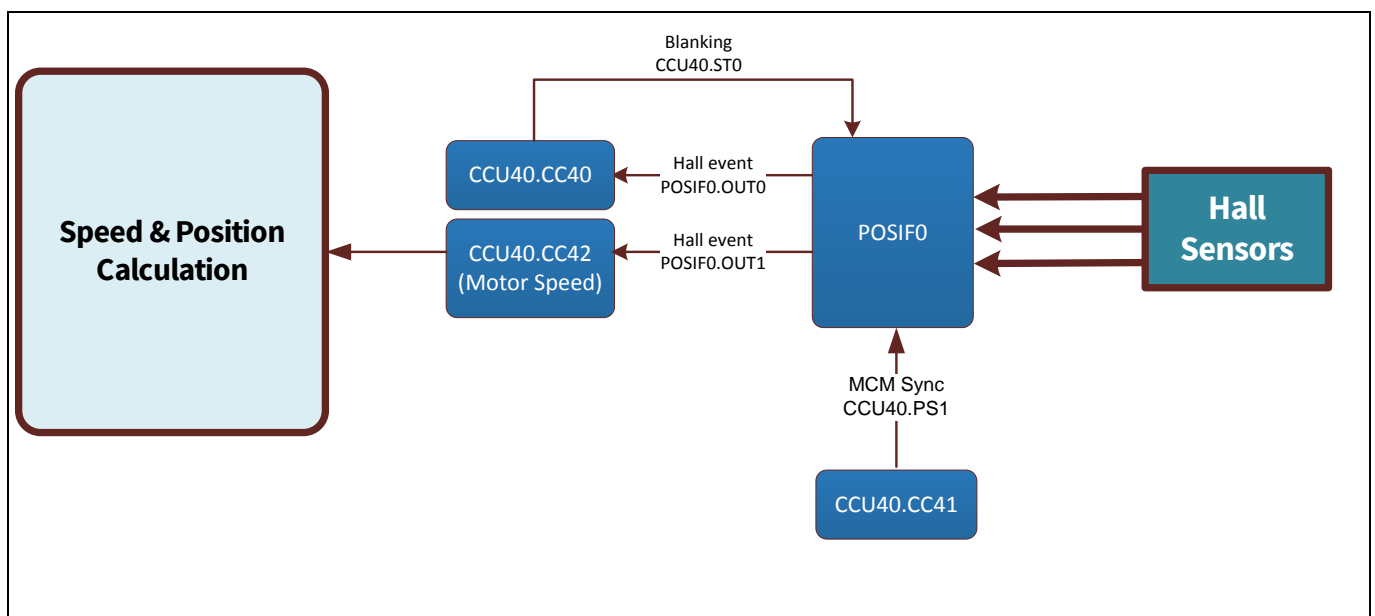 Blanking
CCU40.ST0
CCU40.CC40
Hall event
POSIF0.OUT0
Speed & Position
Calculation
CCU40.CC42
(Motor Speed)
Hall event
POSIF0.OUT1
POSIF0
Hall
Sensors
MCM Sync
CCU40.PS1
CCU40.CC41